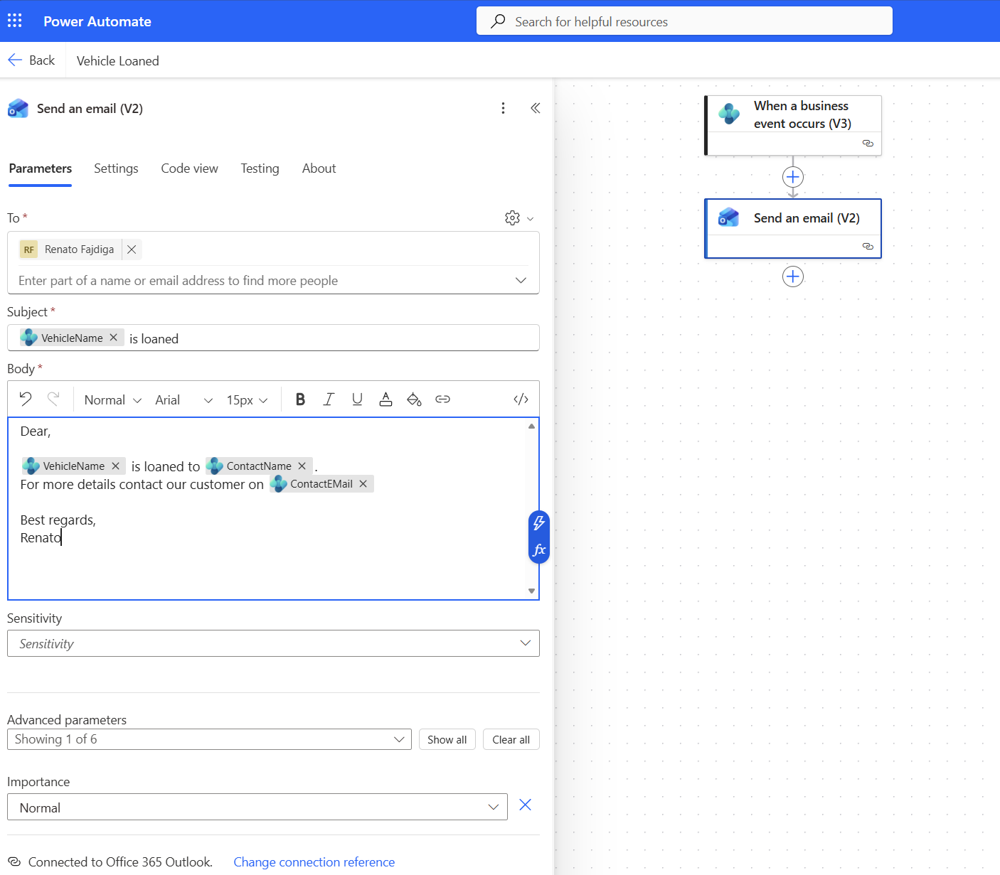 Power Automate
Search for helpful resources
Back
Vehicle Loaned
Send an email (V2)
Parameters Settings Code view Testing About
To *
RF Renato Fajdiga
Enter part of a name or email address to find more people
Subject *
VehicleName is loaned
Body *
Normal Arial 15px B I U A </>
Dear,
VehicleName is loaned to ContactName .
For more details contact our customer on ContactEMail
Best regards,
Renato
fx
Sensitivity
Sensitivity
Advanced parameters
Showing 1 of 6 Show all Clear all
Importance
Normal
Connected to Office 365 Outlook. Change connection reference
When a business
event occurs (V3)
Send an email (V2)